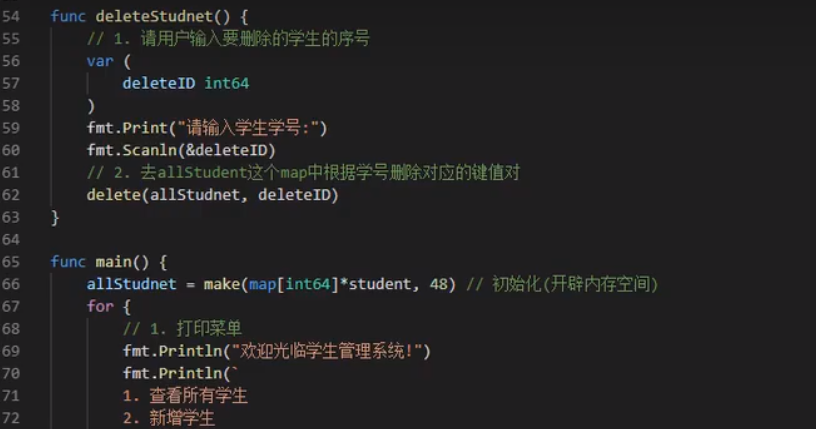 54 func deleteStudnet() {
55 // 1. 请用户输入要删除的学生的序号
56 var (
57 deleteID int64
58 )
59 fmt.Print("请输入学生学号:")
60 fmt.Scanln(&deleteID)
61 // 2. 去allStudent这个map中根据学号删除对应的键值对
62 delete(allStudnet, deleteID)
63 }
64
65 func main() {
66 allStudnet = make(map[int64]*student, 48) // 初始化(开辟内存空间)
67 for {
68 // 1. 打印菜单
69 fmt.Println("欢迎光临学生管理系统!")
70 fmt.Println(`
71 1. 查看所有学生
72 2. 新增学生